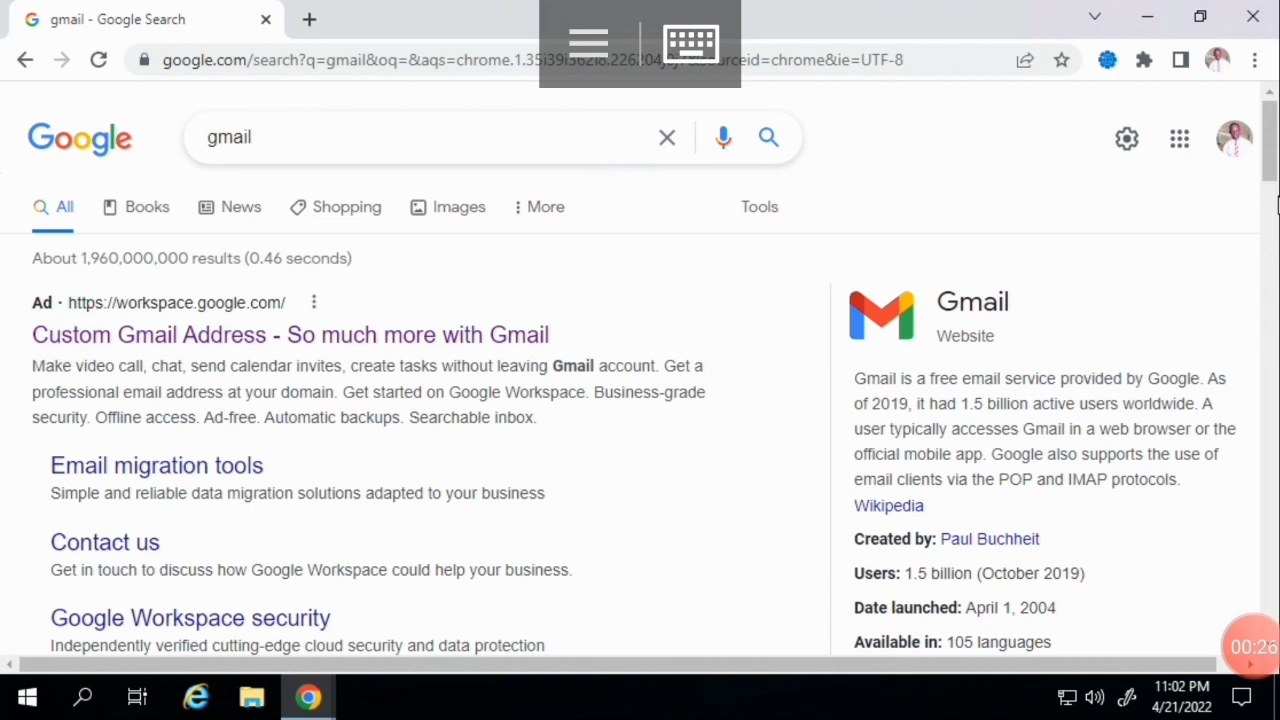 gmail - Google Search
google.com/search?q=gmail&oq=&aqs=chrome.1.35i39i362l8.226204j0j7&sourceid=chrome&ie=UTF-8
Google
gmail
All
Books
News
Shopping
Images
More
Tools
About 1,960,000,000 results (0.46 seconds)
Ad · https://workspace.google.com/
Custom Gmail Address - So much more with Gmail
Make video call, chat, send calendar invites, create tasks without leaving Gmail account. Get a
professional email address at your domain. Get started on Google Workspace. Business-grade
security. Offline access. Ad-free. Automatic backups. Searchable inbox.
Email migration tools
Simple and reliable data migration solutions adapted to your business
Contact us
Get in touch to discuss how Google Workspace could help your business.
Google Workspace security
Independently verified cutting-edge cloud security and data protection
Gmail
Website
Gmail is a free email service provided by Google. As
of 2019, it had 1.5 billion active users worldwide. A
user typically accesses Gmail in a web browser or the
official mobile app. Google also supports the use of
email clients via the POP and IMAP protocols.
Wikipedia
Created by: Paul Buchheit
Users: 1.5 billion (October 2019)
Date launched: April 1, 2004
Available in: 105 languages
00:26
11:02 PM
4/21/2022